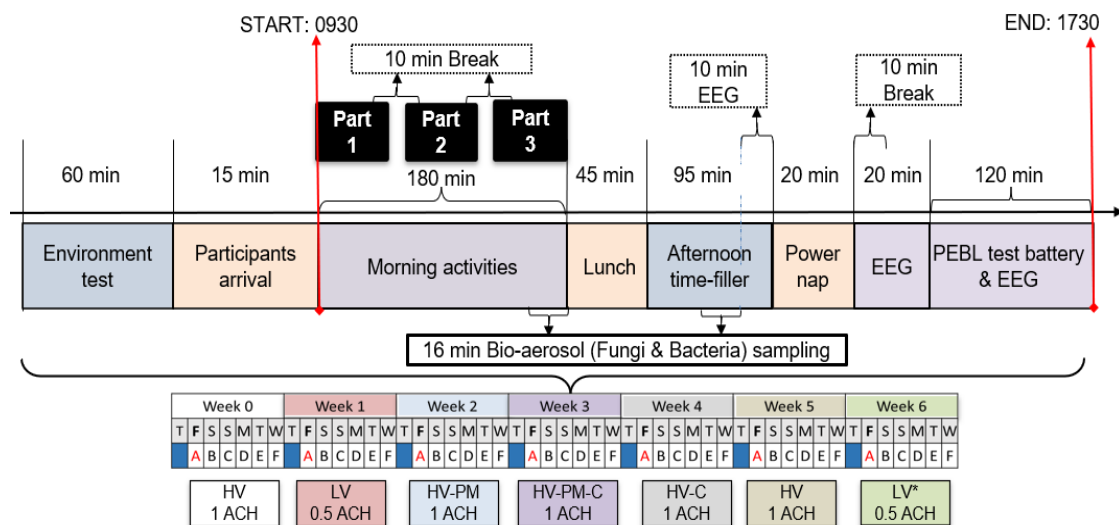 START: 0930
END: 1730
10 min Break
10 min
EEG
10 min
Break
Part
1
Part
2
Part
3
60 min
15 min
180 min
45 min
95 min
20 min
20 min
120 min
Environment
test
Participants
arrival
Morning activities
Lunch
Afternoon
time-filler
Power
nap
EEG
PEBL test battery
& EEG
16 min Bio-aerosol (Fungi & Bacteria) sampling
Week 0 Week 1 Week 2 Week 3 Week 4 Week 5 Week 6
T F S S M T W T F S S M T W T F S S M T W T F S S M T W T F S S M T W T F S S M T W T F S S M T W
A B C D E F A B C D E F A B C D E F A B C D E F A B C D E F A B C D E F A B C D E F
HV
1 ACH
LV
0.5 ACH
HV-PM
1 ACH
HV-PM-C
1 ACH
HV-C
1 ACH
HV
1 ACH
LV*
0.5 ACH